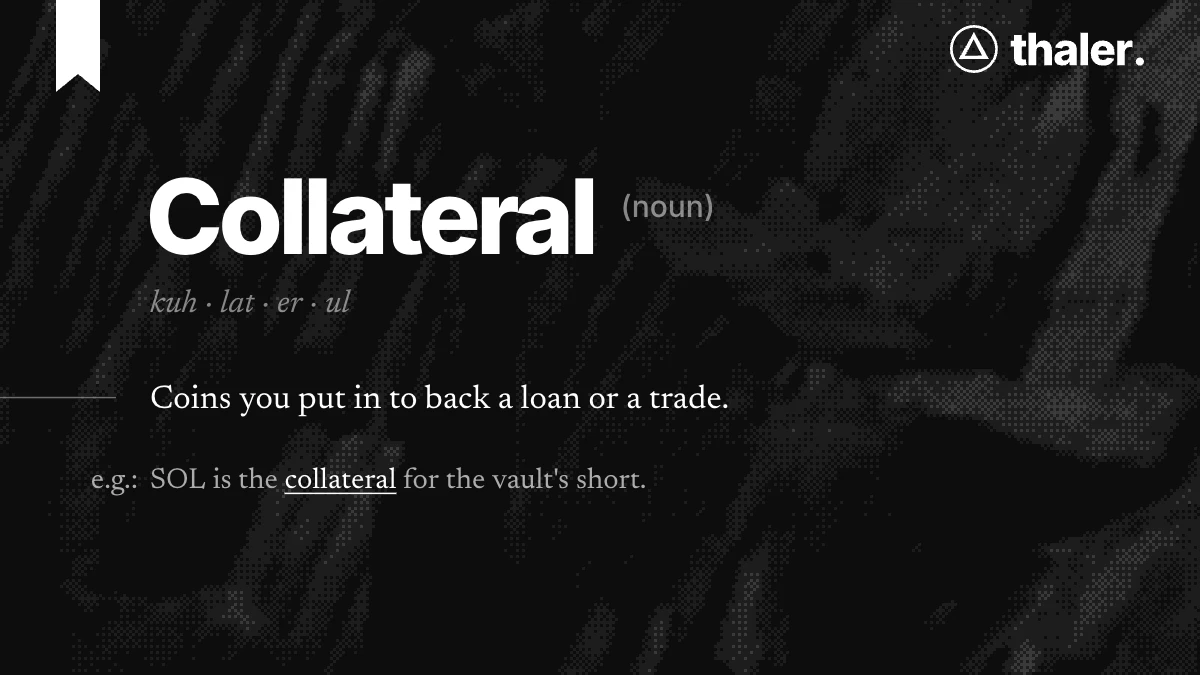 thaler.
Collateral (noun)
kuh · lat · er · ul
Coins you put in to back a loan or a trade.
e.g.: SOL is the collateral for the vault's short.